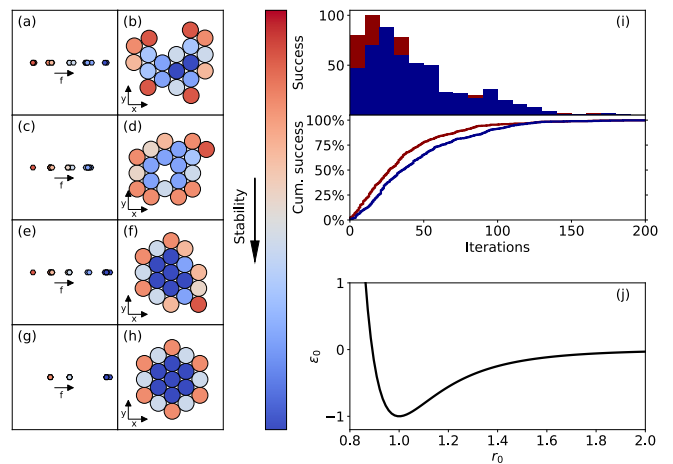 (a)
f
(b)
y
x
(c)
f
(d)
y
x
(e)
f
(f)
y
x
(g)
f
(h)
y
x
Stability
(i)
Success
100
50
Cum. success
100%
75%
50%
25%
0%
0 50 100 150 200
Iterations
(j)
ε₀
1
0
−1
0.8 1.0 1.2 1.4 1.6 1.8 2.0
r₀